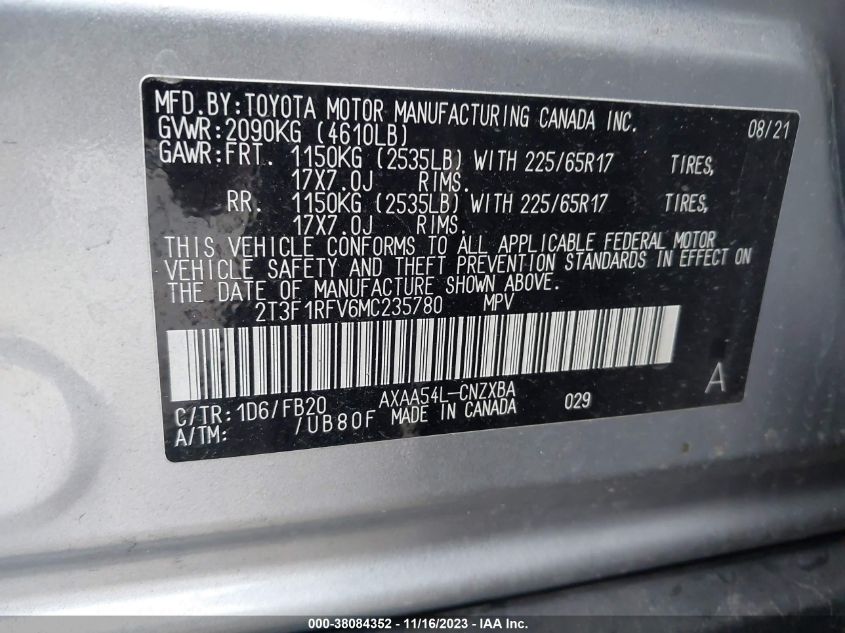 MFD.BY:TOYOTA MOTOR MANUFACTURING CANADA INC. 08/21
GVWR:2090KG (4610LB)
GAWR:FRT. 1150KG (2535LB) WITH 225/65R17 TIRES,
17X7.0J RIMS.
RR. 1150KG (2535LB) WITH 225/65R17 TIRES,
17X7.0J RIMS.
THIS VEHICLE CONFORMS TO ALL APPLICABLE FEDERAL MOTOR
VEHICLE SAFETY AND THEFT PREVENTION STANDARDS IN EFFECT ON
THE DATE OF MANUFACTURE SHOWN ABOVE.
2T3F1RFV6MC235780 MPV
A
C/TR:1D6/FB20 AXAA54L-CNZXBA 029
A/TM: /UB80F MADE IN CANADA
000-38084352 - 11/16/2023 - IAA Inc.